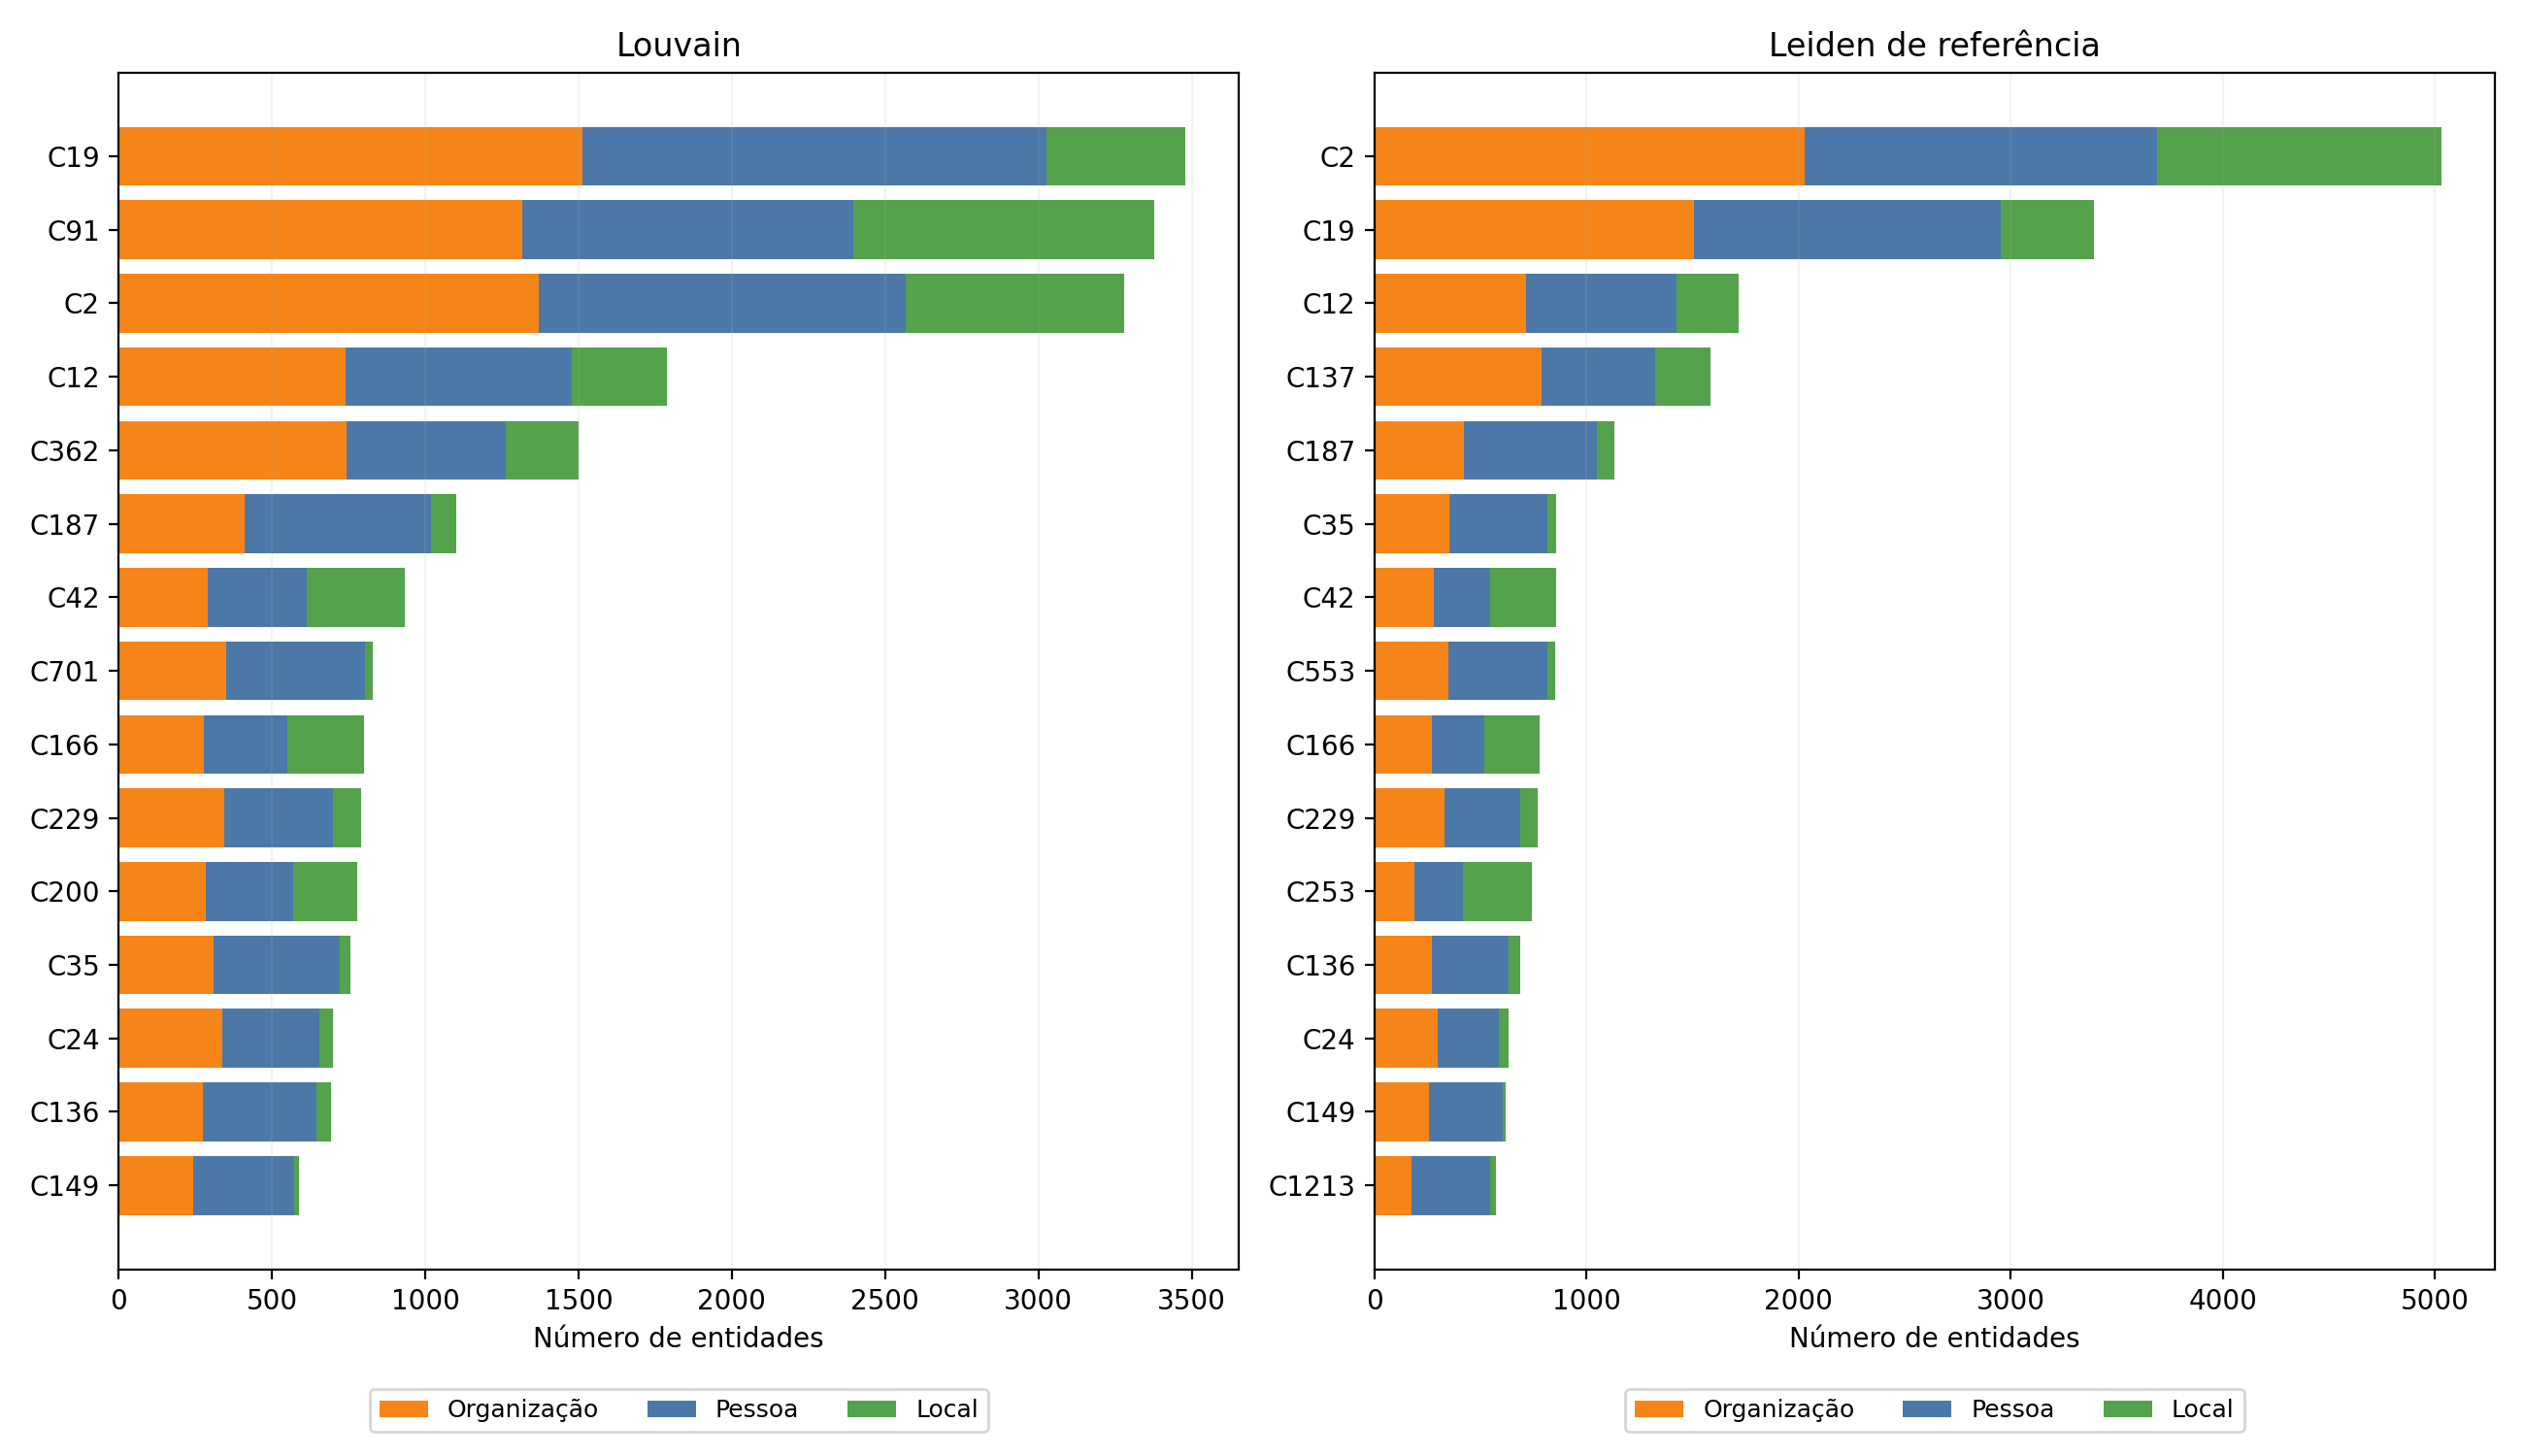 Louvain
C19
C91
C2
C12
C362
C187
C42
C701
C166
C229
C200
C35
C24
C136
C149
0 500 1000 1500 2000 2500 3000 3500
Número de entidades
Organização Pessoa Local
Leiden de referência
C2
C19
C12
C137
C187
C35
C42
C553
C166
C229
C253
C136
C24
C149
C1213
0 1000 2000 3000 4000 5000
Número de entidades
Organização Pessoa Local